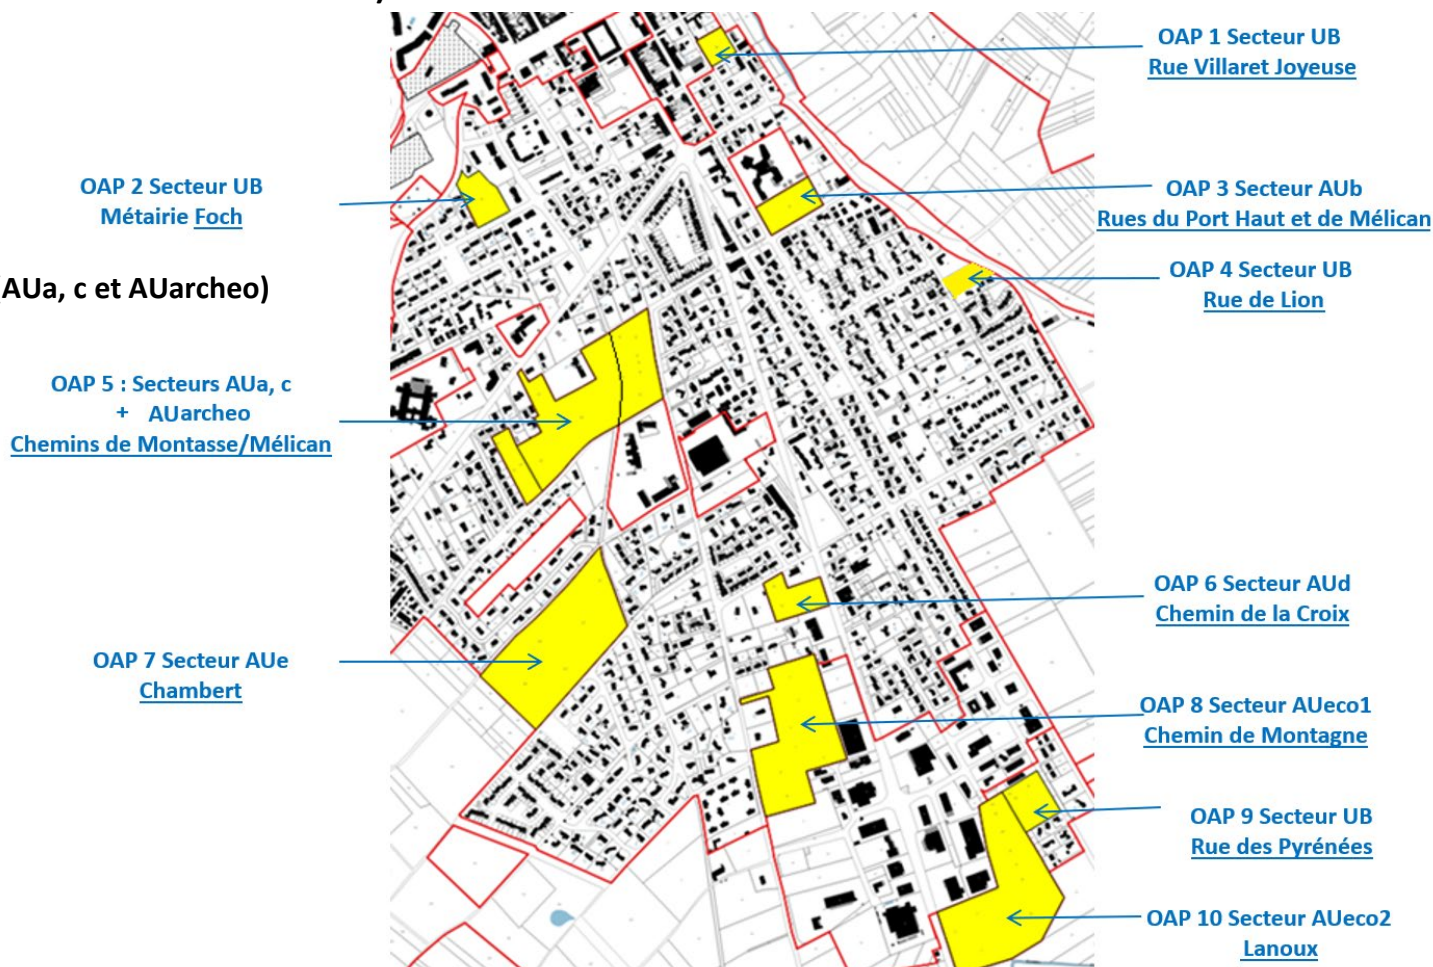 OAP 1 Secteur UB
Rue Villaret Joyeuse
OAP 2 Secteur UB
Métairie Foch
OAP 3 Secteur AUb
Rues du Port Haut et de Mélican
OAP 4 Secteur UB
Rue de Lion
AUa, c et AUarcheo)
OAP 5 : Secteurs AUa, c
+ AUarcheo
Chemins de Montasse/Mélican
OAP 6 Secteur AUd
Chemin de la Croix
OAP 7 Secteur AUe
Chambert
OAP 8 Secteur AUeco1
Chemin de Montagne
OAP 9 Secteur UB
Rue des Pyrénées
OAP 10 Secteur AUeco2
Lanoux